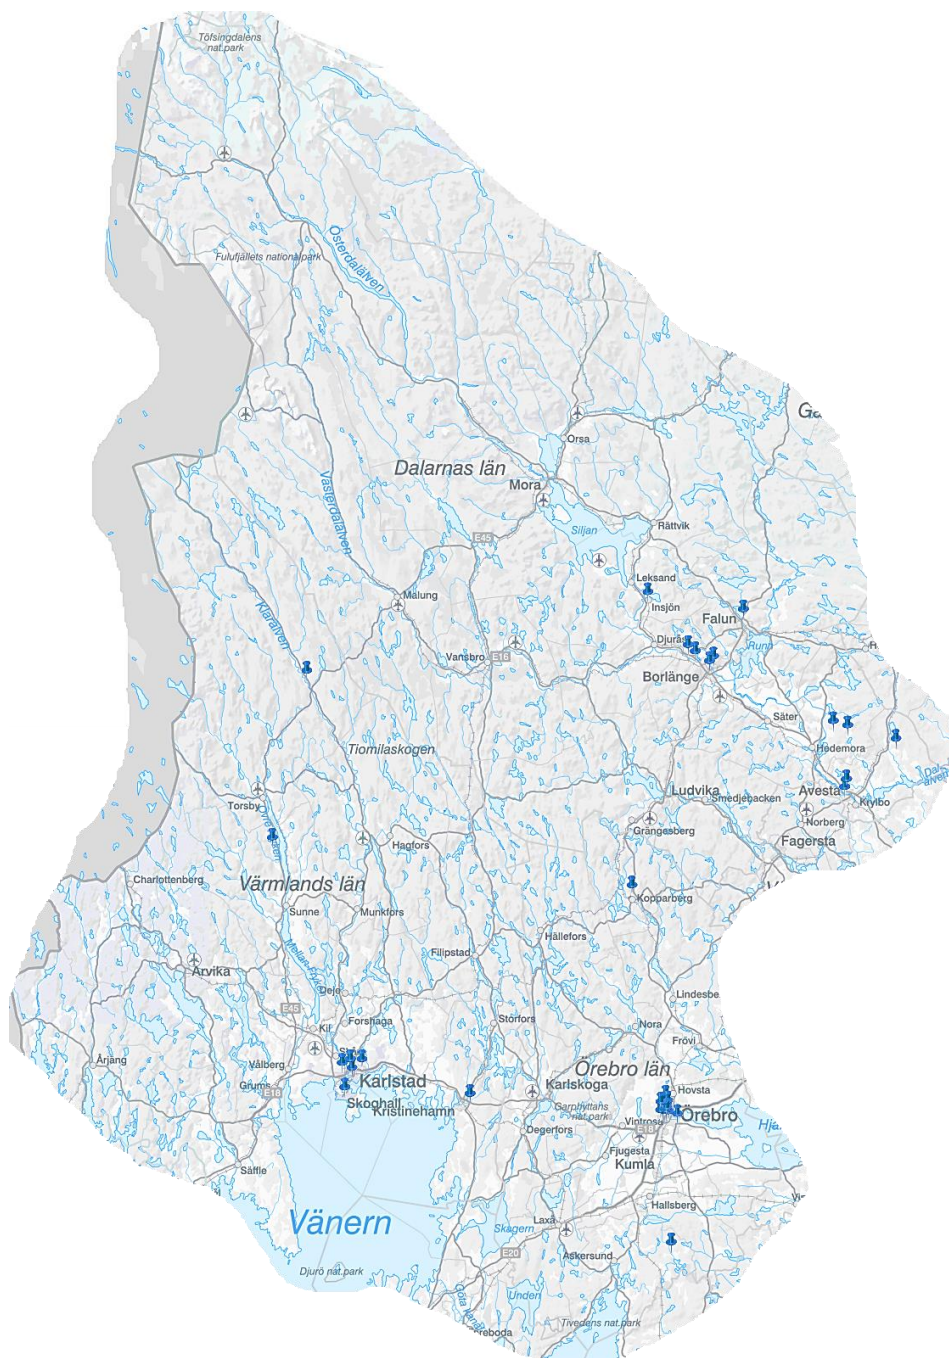 Töfsingdalens
nat.park
Österdalälven
Fulufjällets nationalpark
Orsa
Dalarnas län
Mora
Västerdalälven
Siljan
Rättvik
E45
Leksand
Malung
Insjön
Klarälven
Falun
Djurås
Runn
Vansbro
E16
Borlänge
Säter
Tiomilaskogen
Hedemora
Ludvika
Smedjebacken
Avesta
Krylbo
Torsby
Norberg
Grängesberg
Fagersta
Hagfors
Charlottenberg
Värmlands län
Kopparberg
Sunne
Munkfors
Hällefors
Filipstad
Arvika
Deje
Lindesbe
E45
Storfors
Kil
Forshaga
Nora
Frövi
Årjäng
Vålberg
Örebro län
Karlstad
Karlskoga
Grums
E18
Hovsta
Skoghall
Kristinehamn
Garphyttans
nat.park
Örebro
Vintrosa
Degerfors
E18
Fjugesta
Kumla
Säffle
Hallsberg
Vänern
Laxå
Skagern
E20
Askersund
Djurö nat.park
Unden
Göta kanal
Tivedens nat.park
reboda